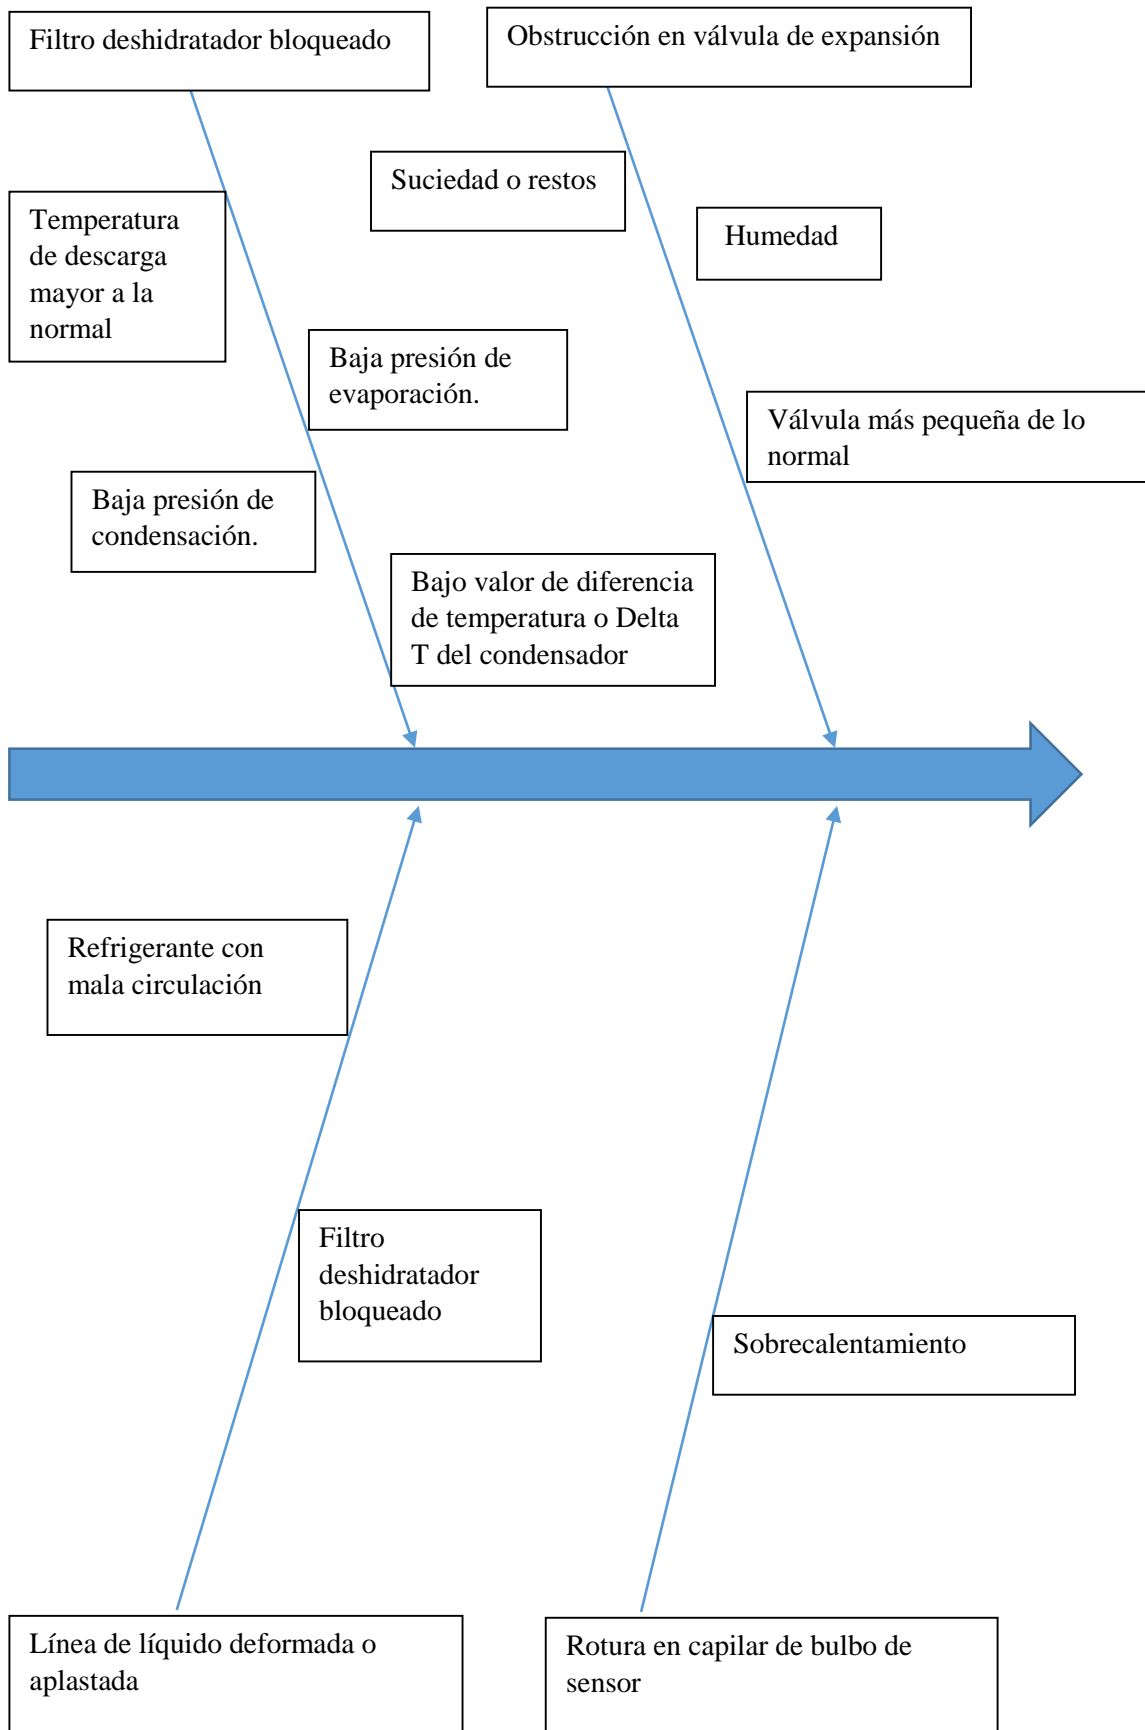 Filtro deshidratador bloqueado
Obstrucción en válvula de expansión
Suciedad o restos
Temperatura
de descarga
mayor a la
normal
Humedad
Baja presión de
evaporación.
Válvula más pequeña de lo
normal
Baja presión de
condensación.
Bajo valor de diferencia
de temperatura o Delta
T del condensador
Refrigerante con
mala circulación
Filtro
deshidratador
bloqueado
Sobrecalentamiento
Línea de líquido deformada o
aplastada
Rotura en capilar de bulbo de
sensor